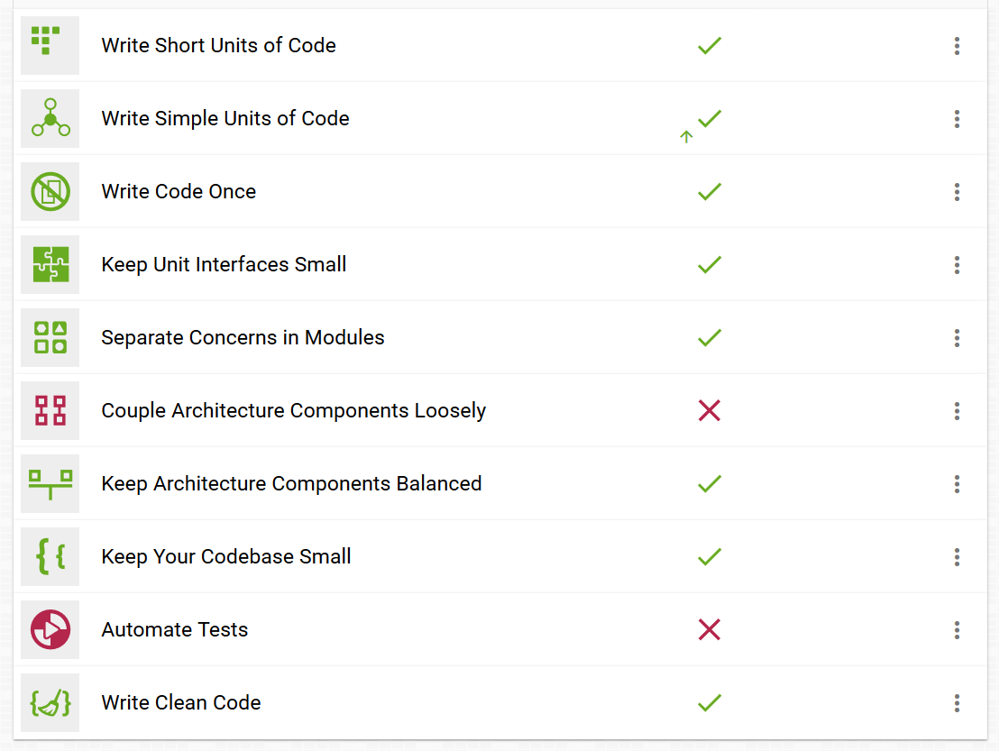 Write Short Units of Code
Write Simple Units of Code
Write Code Once
Keep Unit Interfaces Small
Separate Concerns in Modules
Couple Architecture Components Loosely
Keep Architecture Components Balanced
Keep Your Codebase Small
Automate Tests
Write Clean Code